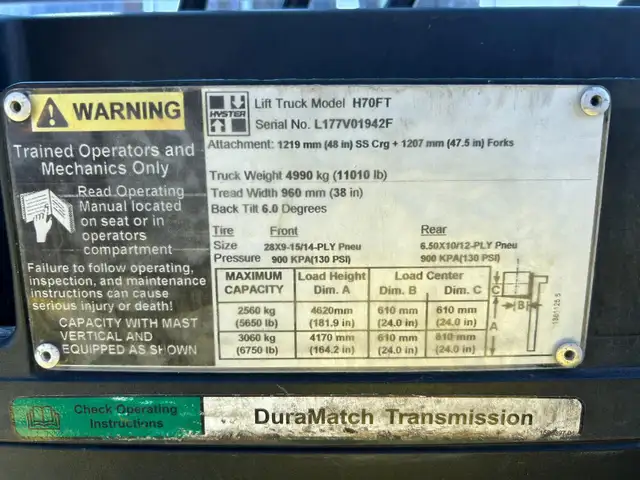 WARNING
Trained Operators and
Mechanics Only
Read Operating
Manual located
on seat or in
operators
compartment
Failure to follow operating,
inspection, and maintenance
instructions can cause
serious injury or death!
CAPACITY WITH MAST
VERTICAL AND
EQUIPPED AS SHOWN
HYSTER
Lift Truck Model H70FT
Serial No. L177V01942F
Attachment: 1219 mm (48 in) SS Crg + 1207 mm (47.5 in) Forks
Truck Weight 4990 kg (11010 lb)
Tread Width 960 mm (38 in)
Back Tilt 6.0 Degrees
Tire Front Rear
Size 28X9-15/14-PLY Pneu 6.50X10/12-PLY Pneu
Pressure 900 KPA(130 PSI) 900 KPA(130 PSI)
MAXIMUM Load Height Load Center
CAPACITY Dim. A Dim. B Dim. C
2560 kg 4620mm 610 mm 610 mm
(5650 lb) (181.9 in) (24.0 in) (24.0 in)
3060 kg 4170 mm 610 mm 610 mm
(6750 lb) (164.2 in) (24.0 in) (24.0 in)
C
B
A
Check Operating
Instructions
DuraMatch Transmission